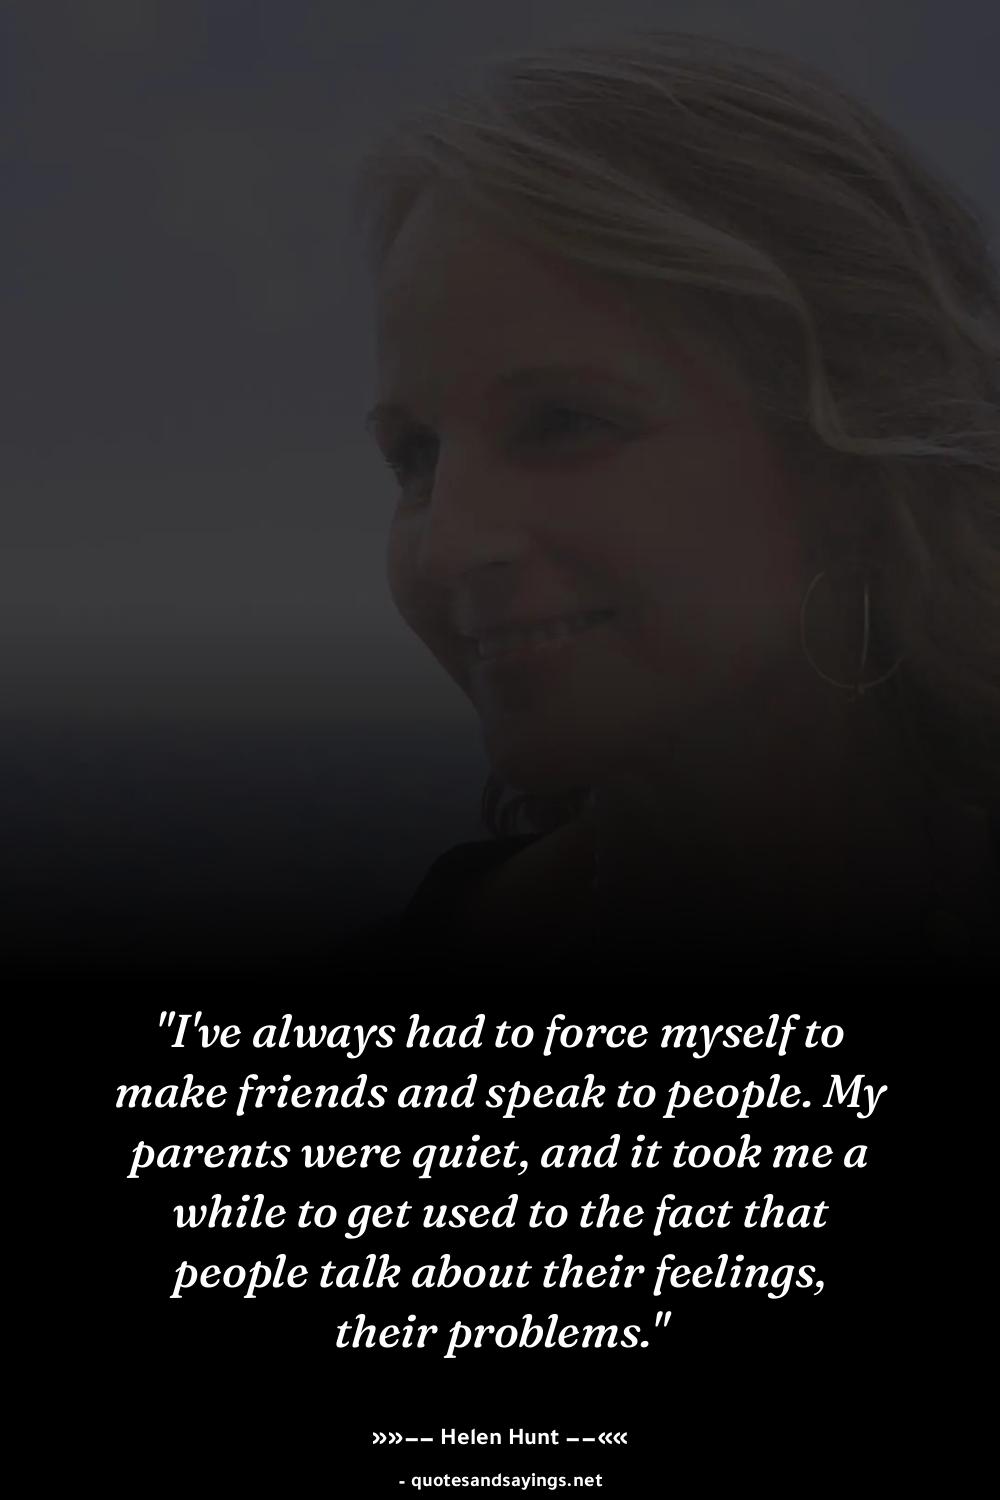 "I've always had to force myself to
make friends and speak to people. My
parents were quiet, and it took me a
while to get used to the fact that
people talk about their feelings,
their problems."
»»–– Helen Hunt ––««
- quotesandsayings.net